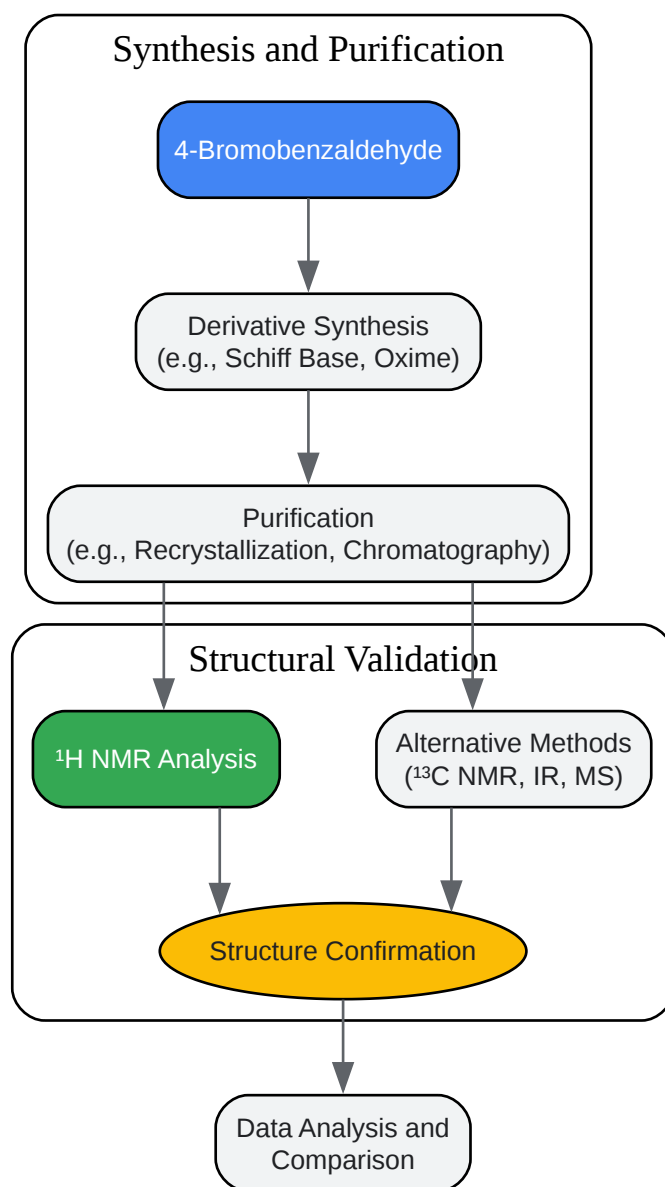 Synthesis and Purification
4-Bromobenzaldehyde
Derivative Synthesis
(e.g., Schiff Base, Oxime)
Purification
(e.g., Recrystallization, Chromatography)
Structural Validation
¹H NMR Analysis
Alternative Methods
(¹³C NMR, IR, MS)
Structure Confirmation
Data Analysis and
Comparison